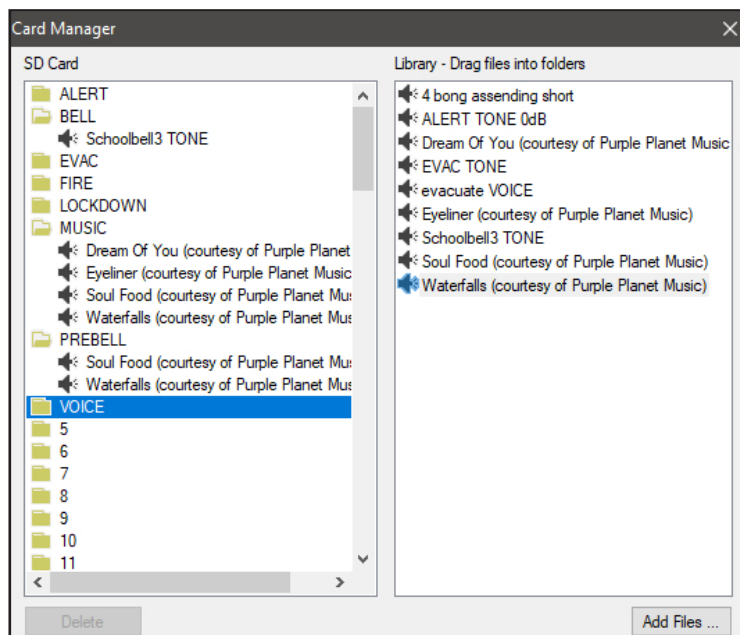 Card Manager
SD Card
ALERT
BELL
Schoolbell3 TONE
EVAC
FIRE
LOCKDOWN
MUSIC
Dream Of You (courtesy of Purple Planet
Eyeliner (courtesy of Purple Planet Music
Soul Food (courtesy of Purple Planet Mus
Waterfalls (courtesy of Purple Planet Mus
PREBELL
Soul Food (courtesy of Purple Planet Mus
Waterfalls (courtesy of Purple Planet Mus
VOICE
5
6
7
8
9
10
11
Delete
Library - Drag files into folders
4 bong assending short
ALERT TONE 0dB
Dream Of You (courtesy of Purple Planet Music
EVAC TONE
evacuate VOICE
Eyeliner (courtesy of Purple Planet Music)
Schoolbell3 TONE
Soul Food (courtesy of Purple Planet Music)
Waterfalls (courtesy of Purple Planet Music)
Add Files ...